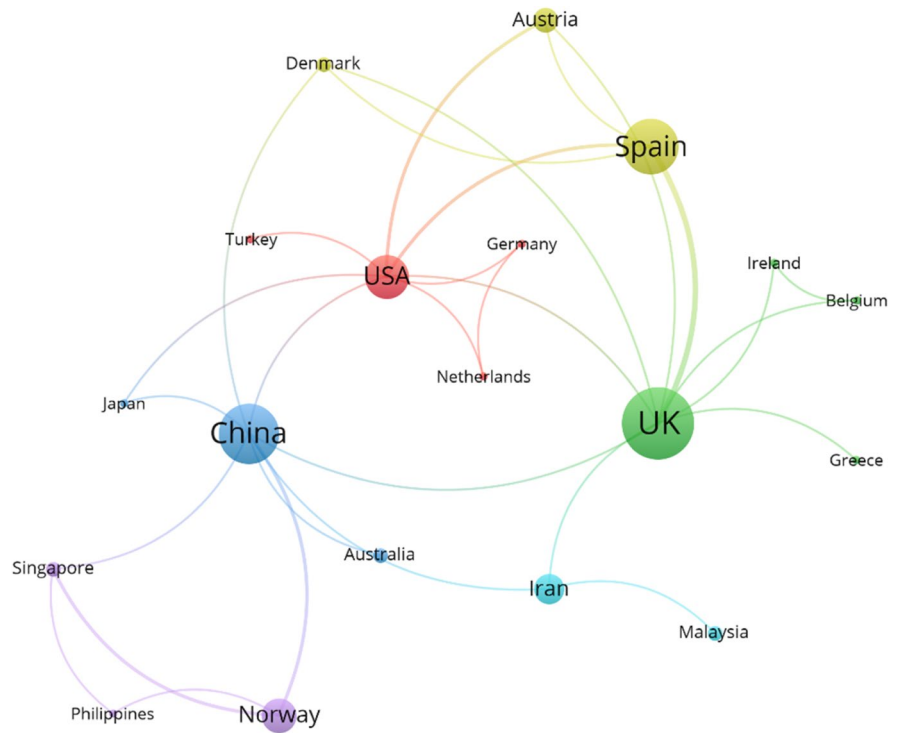 Austria
Denmark
Spain
Turkey
Germany
Ireland
USA
Belgium
Netherlands
Japan
China
UK
Greece
Australia
Singapore
Iran
Malaysia
Philippines
Norway